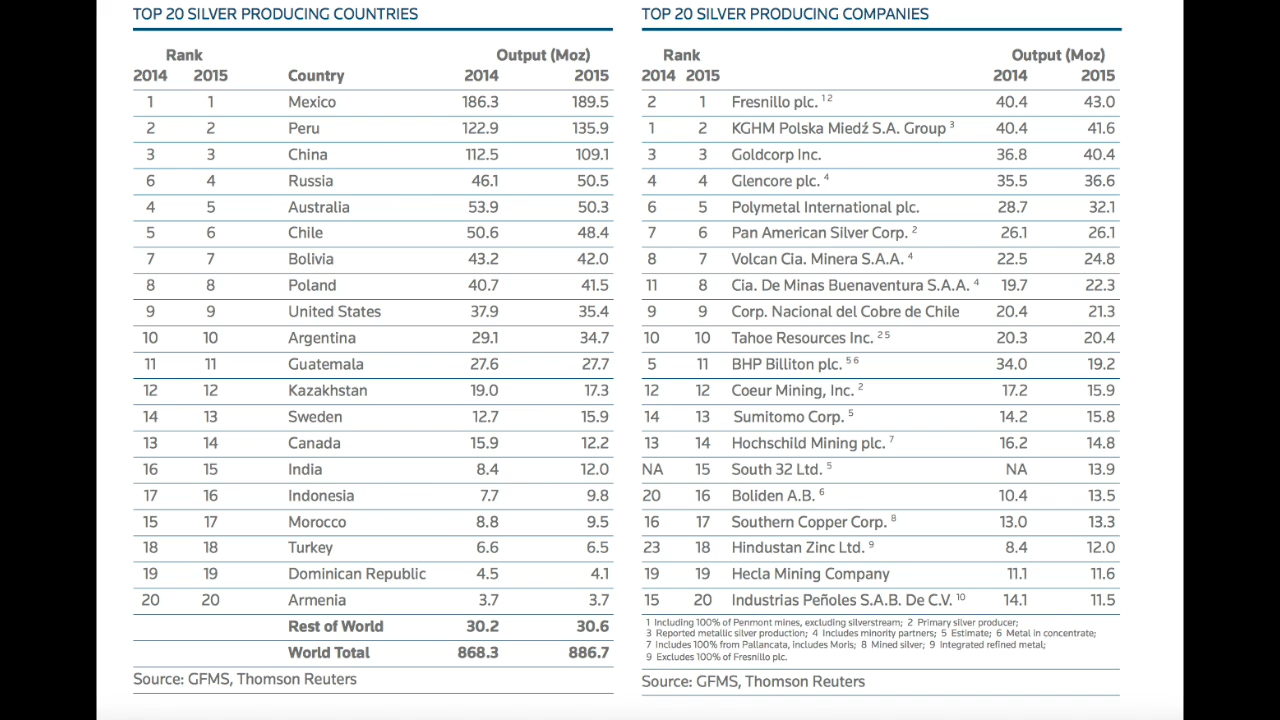 TOP 20 SILVER PRODUCING COUNTRIES
Rank Output (Moz)
2014 2015 Country 2014 2015
1 1 Mexico 186.3 189.5
2 2 Peru 122.9 135.9
3 3 China 112.5 109.1
6 4 Russia 46.1 50.5
4 5 Australia 53.9 50.3
5 6 Chile 50.6 48.4
7 7 Bolivia 43.2 42.0
8 8 Poland 40.7 41.5
9 9 United States 37.9 35.4
10 10 Argentina 29.1 34.7
11 11 Guatemala 27.6 27.7
12 12 Kazakhstan 19.0 17.3
14 13 Sweden 12.7 15.9
13 14 Canada 15.9 12.2
16 15 India 8.4 12.0
17 16 Indonesia 7.7 9.8
15 17 Morocco 8.8 9.5
18 18 Turkey 6.6 6.5
19 19 Dominican Republic 4.5 4.1
20 20 Armenia 3.7 3.7
Rest of World 30.2 30.6
World Total 868.3 886.7
Source: GFMS, Thomson Reuters
TOP 20 SILVER PRODUCING COMPANIES
Rank Output (Moz)
2014 2015 2014 2015
2 1 Fresnillo plc. 1 2 40.4 43.0
1 2 KGHM Polska Miedź S.A. Group 3 40.4 41.6
3 3 Goldcorp Inc. 36.8 40.4
4 4 Glencore plc. 4 35.5 36.6
6 5 Polymetal International plc. 28.7 32.1
7 6 Pan American Silver Corp. 2 26.1 26.1
8 7 Volcan Cia. Minera S.A.A. 4 22.5 24.8
11 8 Cia. De Minas Buenaventura S.A.A. 4 19.7 22.3
9 9 Corp. Nacional del Cobre de Chile 20.4 21.3
10 10 Tahoe Resources Inc. 2 5 20.3 20.4
5 11 BHP Billiton plc. 5 6 34.0 19.2
12 12 Coeur Mining, Inc. 2 17.2 15.9
14 13 Sumitomo Corp. 5 14.2 15.8
13 14 Hochschild Mining plc. 7 16.2 14.8
NA 15 South 32 Ltd. 5 NA 13.9
20 16 Boliden A.B. 6 10.4 13.5
16 17 Southern Copper Corp. 8 13.0 13.3
23 18 Hindustan Zinc Ltd. 9 8.4 12.0
19 19 Hecla Mining Company 11.1 11.6
15 20 Industrias Peñoles S.A.B. De C.V. 10 14.1 11.5
1 Including 100% of Penmont mines, excluding silverstream; 2 Primary silver producer;
3 Reported metallic silver production; 4 Includes minority partners; 5 Estimate; 6 Metal in concentrate;
7 Includes 100% from Pallancata, includes Moris; 8 Mined silver; 9 Integrated refined metal;
9 Excludes 100% of Fresnillo plc.
Source: GFMS, Thomson Reuters